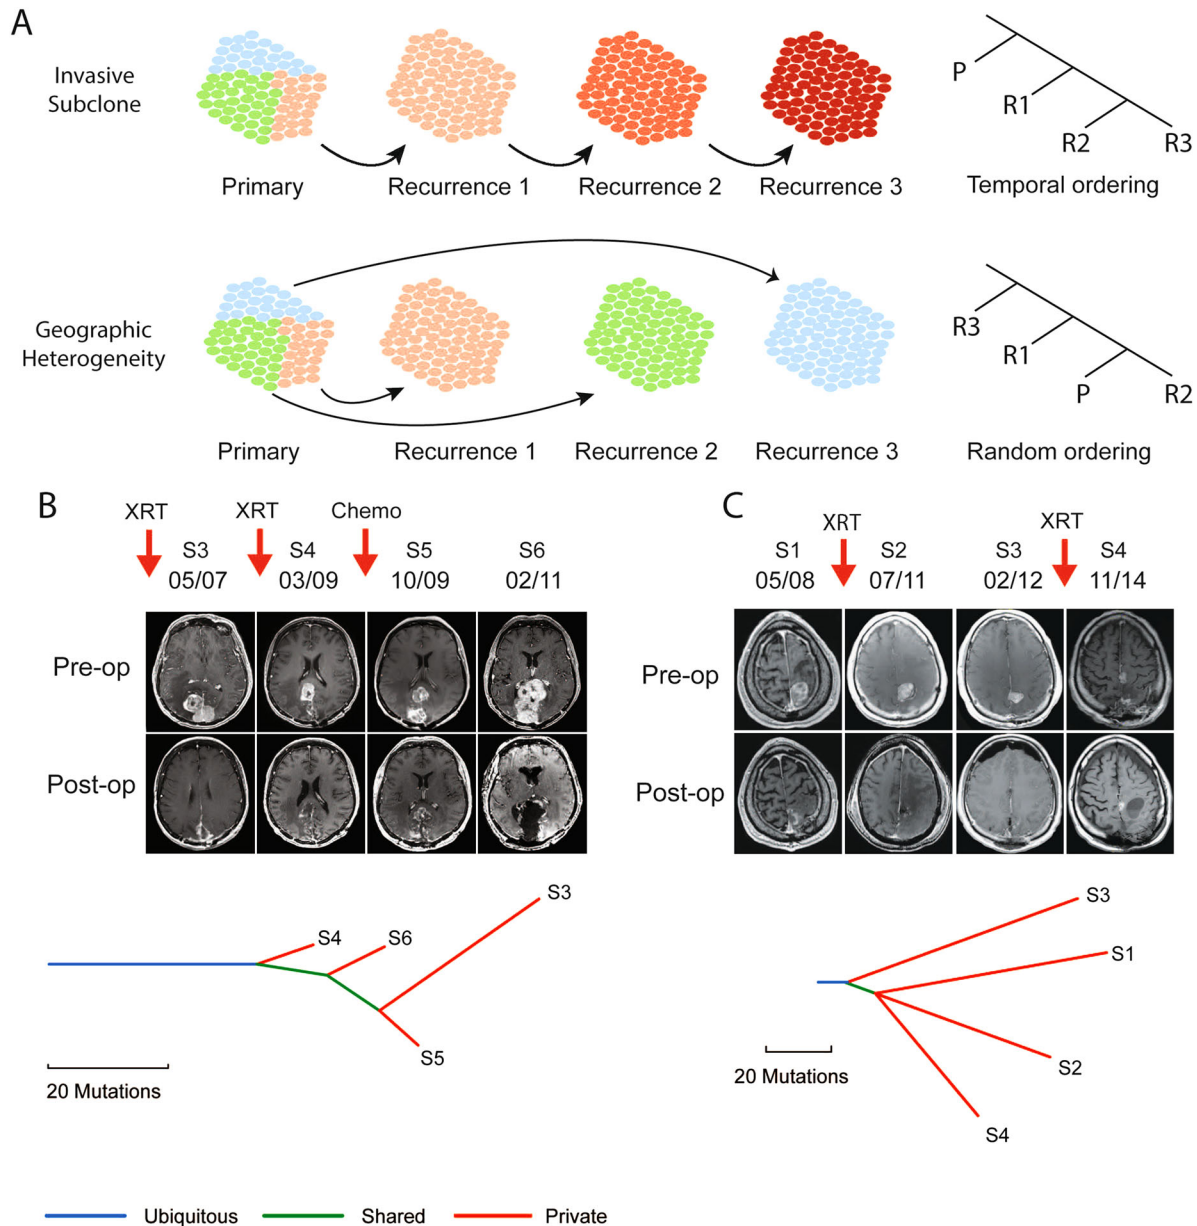 A
Invasive
Subclone
Primary
Recurrence 1
Recurrence 2
Recurrence 3
P
R1
R2
R3
Temporal ordering
Geographic
Heterogeneity
Primary
Recurrence 1
Recurrence 2
Recurrence 3
R3
R1
P
R2
Random ordering
B
XRT
XRT
Chemo
S3
05/07
S4
03/09
S5
10/09
S6
02/11
Pre-op
Post-op
S3
S4
S6
S5
20 Mutations
C
XRT
XRT
S1
05/08
S2
07/11
S3
02/12
S4
11/14
Pre-op
Post-op
S3
S1
S2
S4
20 Mutations
Ubiquitous
Shared
Private